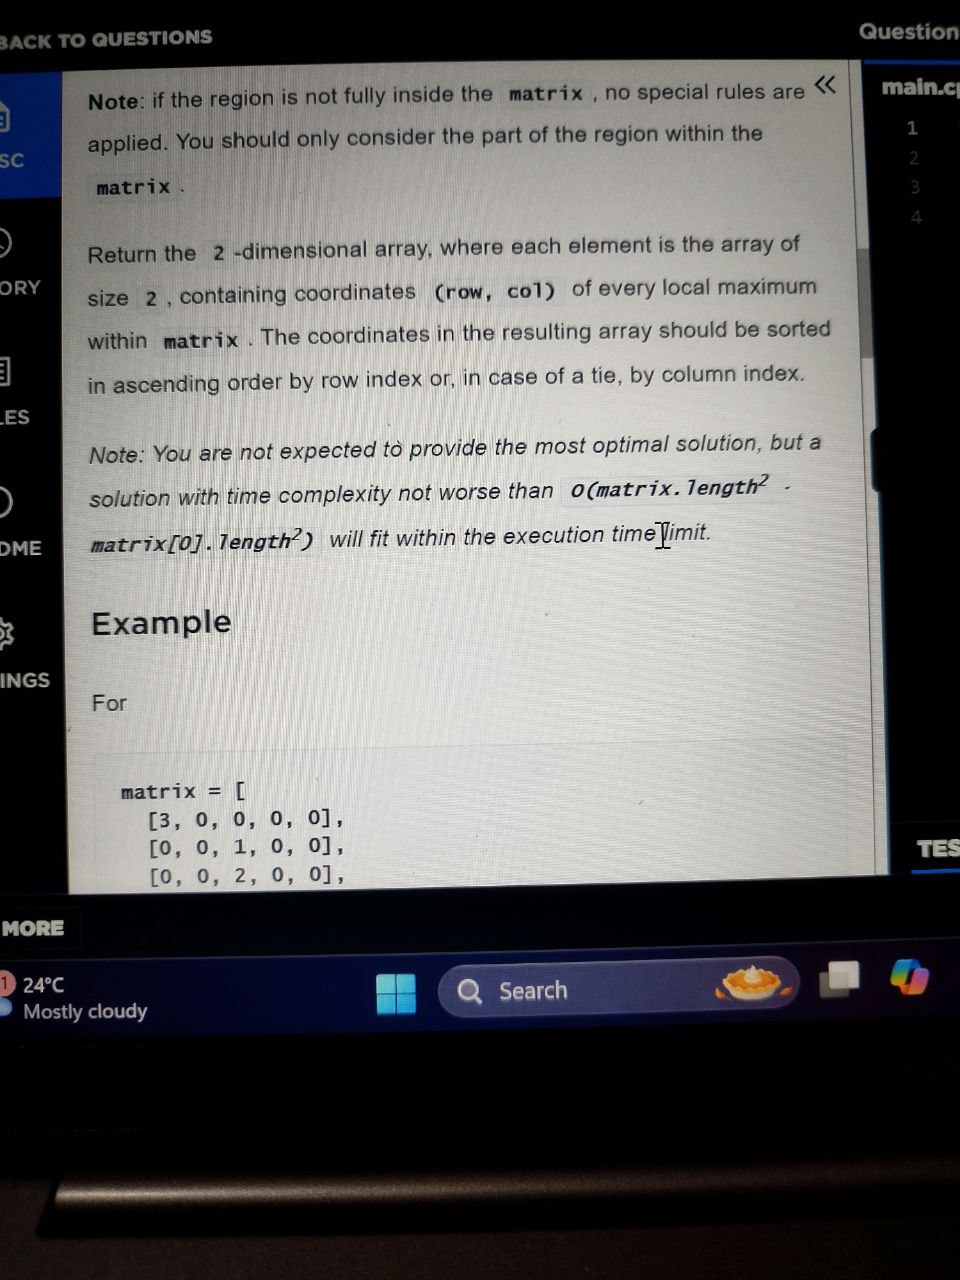 BACK TO QUESTIONS
Question
main.c
Note: if the region is not fully inside the matrix , no special rules are
applied. You should only consider the part of the region within the
matrix .
Return the 2 -dimensional array, where each element is the array of
size 2 , containing coordinates (row, col) of every local maximum
within matrix . The coordinates in the resulting array should be sorted
in ascending order by row index or, in case of a tie, by column index.
Note: You are not expected to provide the most optimal solution, but a
solution with time complexity not worse than O(matrix.length² ·
matrix[0].length²) will fit within the execution time limit.
Example
For
matrix = [
[3, 0, 0, 0, 0],
[0, 0, 1, 0, 0],
[0, 0, 2, 0, 0],
1
2
3
4
SC
ORY
LES
OME
INGS
TES
MORE
1
24°C
Mostly cloudy
Search